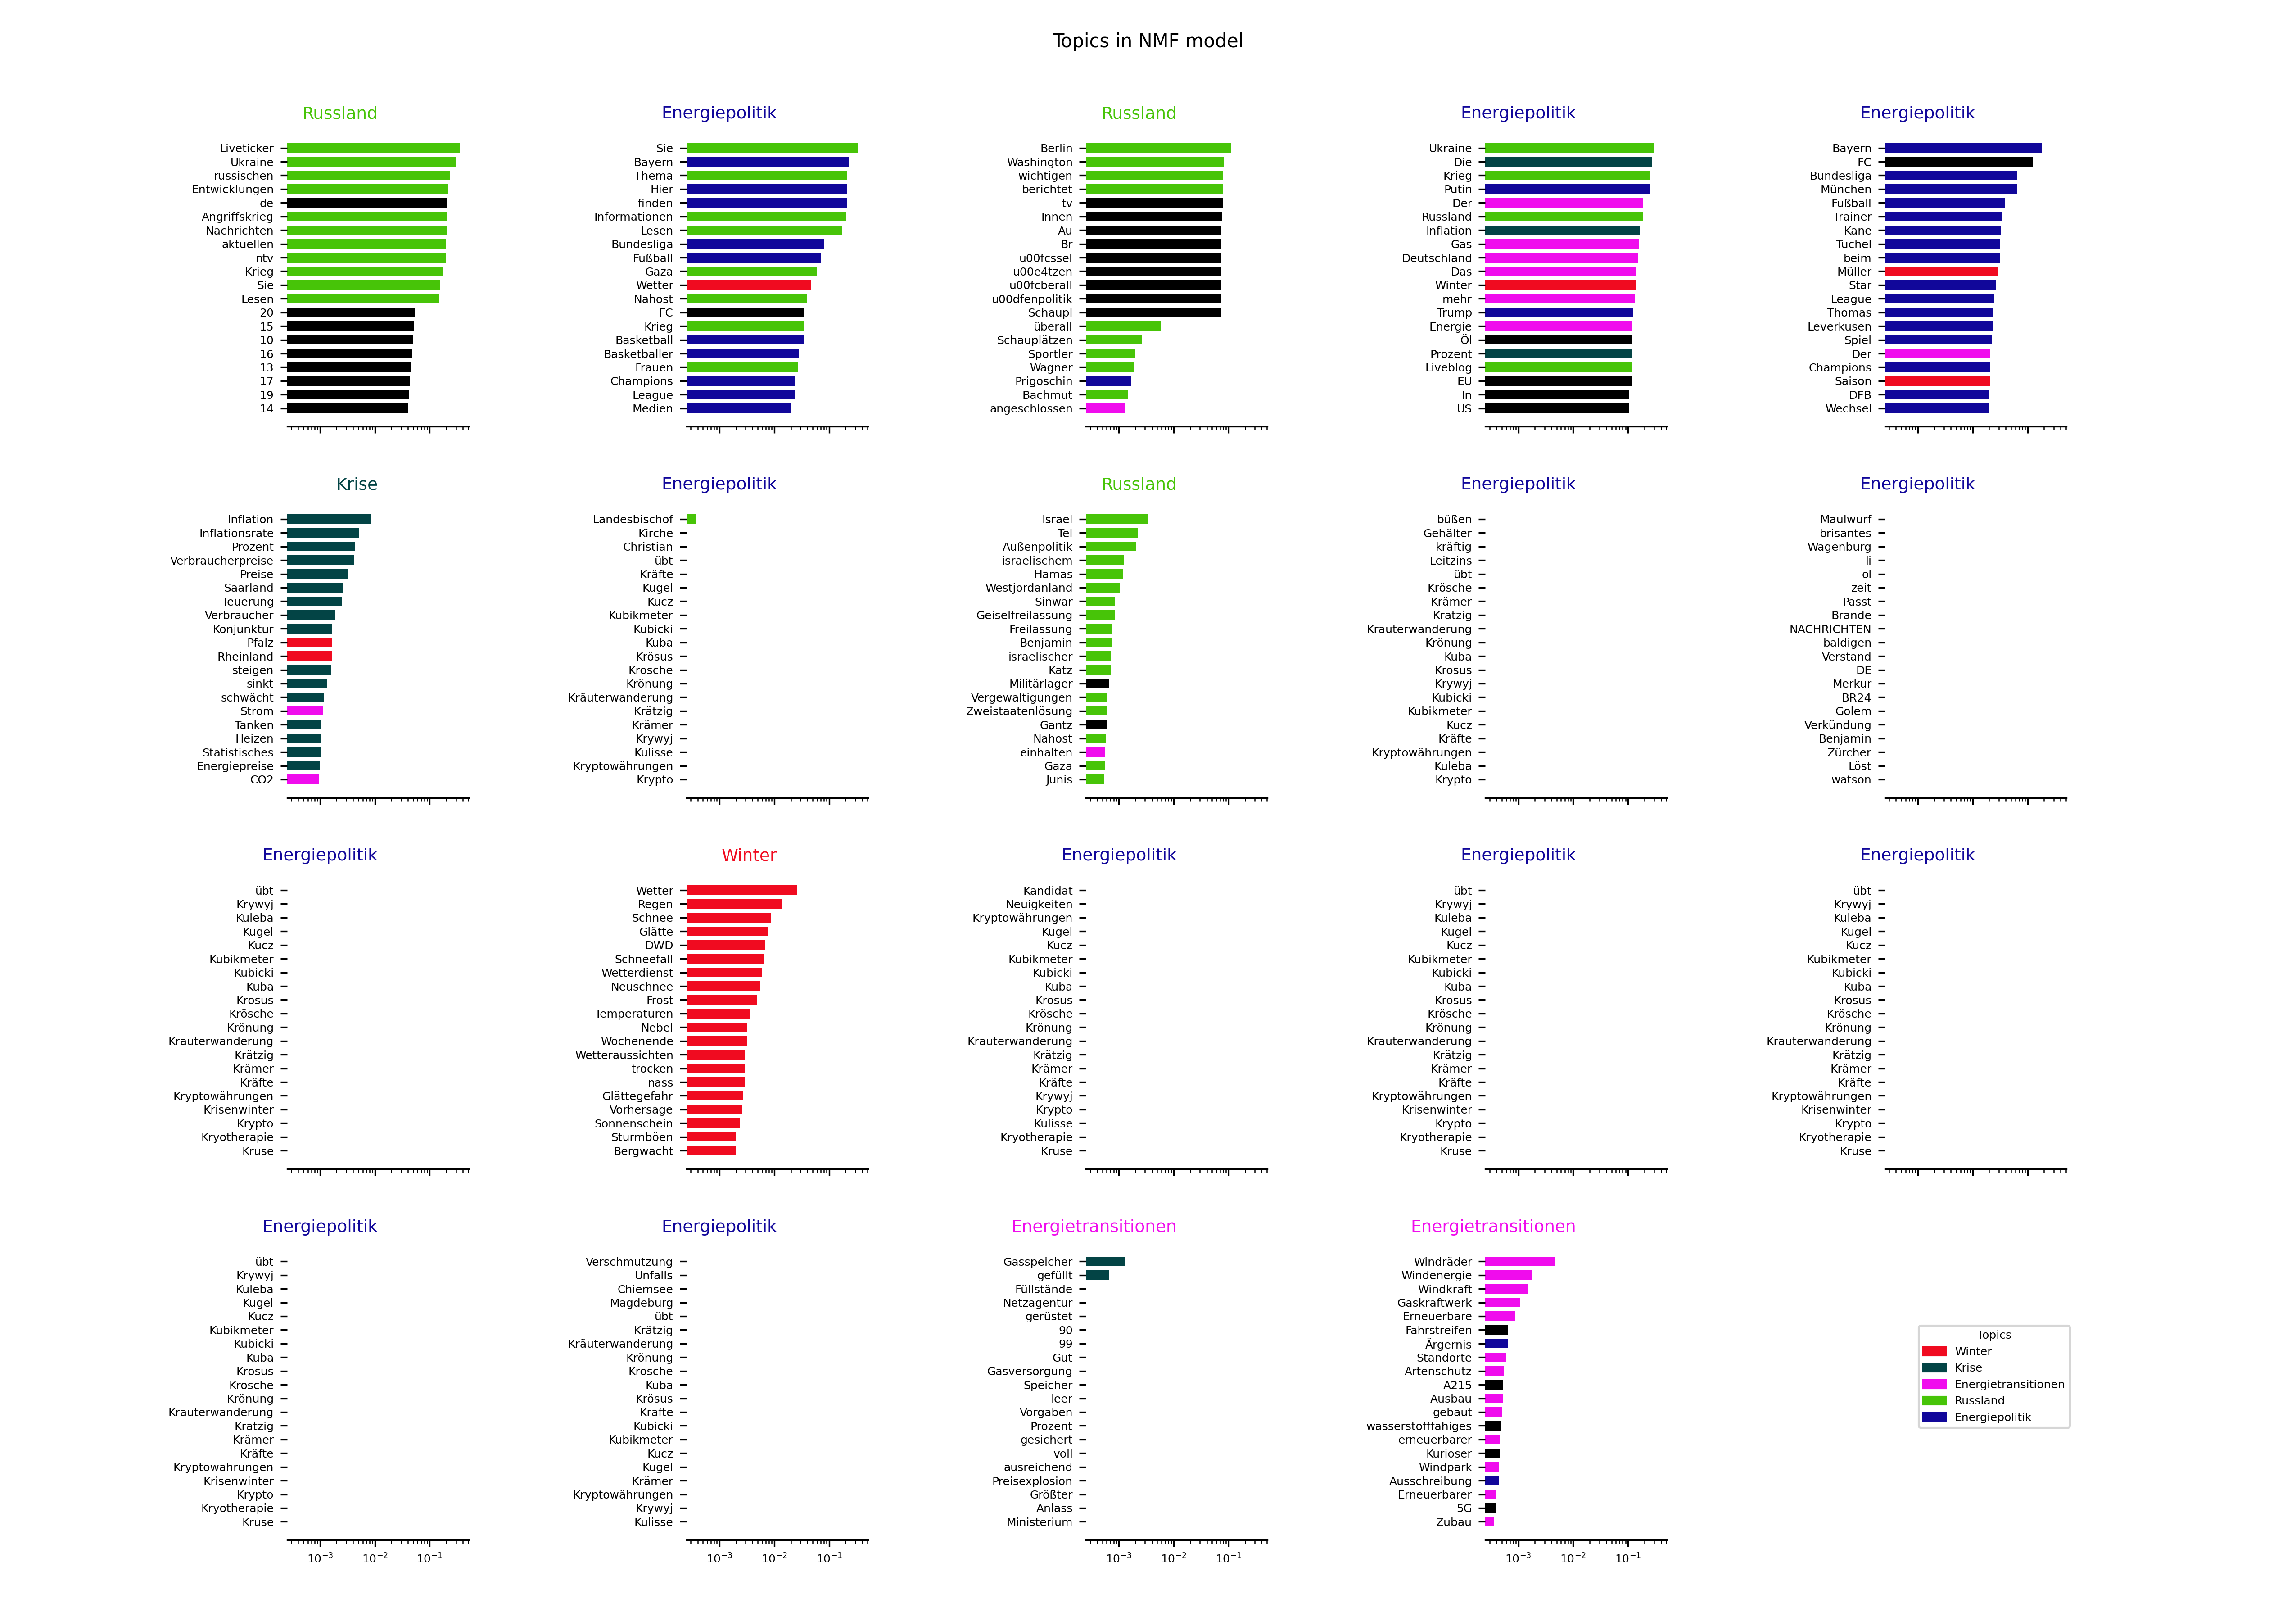 Topics in NMF model
Russland
Liveticker
Ukraine
russischen
Entwicklungen
de
Angriffskrieg
Nachrichten
aktuellen
ntv
Krieg
Sie
Lesen
20
15
10
16
13
17
19
14
Energiepolitik
Sie
Bayern
Thema
Hier
finden
Informationen
Lesen
Bundesliga
Fußball
Gaza
Wetter
Nahost
FC
Krieg
Basketball
Basketballer
Frauen
Champions
League
Medien
Russland
Berlin
Washington
wichtigen
berichtet
tv
Innen
Au
Br
u00fcssel
u00e4tzen
u00fcberall
u00dfenpolitik
Schaupl
überall
Schauplätzen
Sportler
Wagner
Prigoschin
Bachmut
angeschlossen
Energiepolitik
Ukraine
Die
Krieg
Putin
Der
Russland
Inflation
Gas
Deutschland
Das
Winter
mehr
Trump
Energie
Öl
Prozent
Liveblog
EU
In
US
Energiepolitik
Bayern
FC
Bundesliga
München
Fußball
Trainer
Kane
Tuchel
beim
Müller
Star
League
Thomas
Leverkusen
Spiel
Der
Champions
Saison
DFB
Wechsel
Krise
Inflation
Inflationsrate
Prozent
Verbraucherpreise
Preise
Saarland
Teuerung
Verbraucher
Konjunktur
Pfalz
Rheinland
steigen
sinkt
schwächt
Strom
Tanken
Heizen
Statistisches
Energiepreise
CO2
Energiepolitik
Landesbischof
Kirche
Christian
übt
Kräfte
Kugel
Kucz
Kubikmeter
Kubicki
Kuba
Krösus
Krösche
Krönung
Kräuterwanderung
Krätzig
Krämer
Krywyj
Kulisse
Kryptowährungen
Krypto
Russland
Israel
Tel
Außenpolitik
israelischem
Hamas
Westjordanland
Sinwar
Geiselfreilassung
Freilassung
Benjamin
israelischer
Katz
Militärlager
Vergewaltigungen
Zweistaatenlösung
Gantz
Nahost
einhalten
Gaza
Junis
Energiepolitik
büßen
Gehälter
kräftig
Leitzins
übt
Krösche
Krämer
Krätzig
Kräuterwanderung
Krönung
Kuba
Krösus
Krywyj
Kubicki
Kubikmeter
Kucz
Kräfte
Kryptowährungen
Kuleba
Krypto
Energiepolitik
Maulwurf
brisantes
Wagenburg
li
ol
zeit
Passt
Brände
NACHRICHTEN
baldigen
Verstand
DE
Merkur
BR24
Golem
Verkündung
Benjamin
Zürcher
Löst
watson
Energiepolitik
übt
Krywyj
Kuleba
Kugel
Kucz
Kubikmeter
Kubicki
Kuba
Krösus
Krösche
Krönung
Kräuterwanderung
Krätzig
Krämer
Kräfte
Kryptowährungen
Krisenwinter
Krypto
Kryotherapie
Kruse
Winter
Wetter
Regen
Schnee
Glätte
DWD
Schneefall
Wetterdienst
Neuschnee
Frost
Temperaturen
Nebel
Wochenende
Wetteraussichten
trocken
nass
Glättegefahr
Vorhersage
Sonnenschein
Sturmböen
Bergwacht
Energiepolitik
Kandidat
Neuigkeiten
Kryptowährungen
Kugel
Kucz
Kubikmeter
Kubicki
Kuba
Krösus
Krösche
Krönung
Kräuterwanderung
Krätzig
Krämer
Kräfte
Krywyj
Krypto
Kulisse
Kryotherapie
Kruse
Energiepolitik
übt
Krywyj
Kuleba
Kugel
Kucz
Kubikmeter
Kubicki
Kuba
Krösus
Krösche
Krönung
Kräuterwanderung
Krätzig
Krämer
Kräfte
Kryptowährungen
Krisenwinter
Krypto
Kryotherapie
Kruse
Energiepolitik
übt
Krywyj
Kuleba
Kugel
Kucz
Kubikmeter
Kubicki
Kuba
Krösus
Krösche
Krönung
Kräuterwanderung
Krätzig
Krämer
Kräfte
Kryptowährungen
Krisenwinter
Krypto
Kryotherapie
Kruse
Energiepolitik
übt
Krywyj
Kuleba
Kugel
Kucz
Kubikmeter
Kubicki
Kuba
Krösus
Krösche
Krönung
Kräuterwanderung
Krätzig
Krämer
Kräfte
Kryptowährungen
Krisenwinter
Krypto
Kryotherapie
Kruse
10⁻³ 10⁻² 10⁻¹
Energiepolitik
Verschmutzung
Unfalls
Chiemsee
Magdeburg
übt
Krätzig
Kräuterwanderung
Krönung
Krösche
Kuba
Krösus
Kräfte
Kubicki
Kubikmeter
Kucz
Kugel
Krämer
Kryptowährungen
Krywyj
Kulisse
10⁻³ 10⁻² 10⁻¹
Energietransitionen
Gasspeicher
gefüllt
Füllstände
Netzagentur
gerüstet
90
99
Gut
Gasversorgung
Speicher
leer
Vorgaben
Prozent
gesichert
voll
ausreichend
Preisexplosion
Größter
Anlass
Ministerium
10⁻³ 10⁻² 10⁻¹
Energietransitionen
Windräder
Windenergie
Windkraft
Gaskraftwerk
Erneuerbare
Fahrstreifen
Ärgernis
Standorte
Artenschutz
A215
Ausbau
gebaut
wasserstofffähiges
erneuerbarer
Kurioser
Windpark
Ausschreibung
Erneuerbarer
5G
Zubau
10⁻³ 10⁻² 10⁻¹
Topics
Winter
Krise
Energietransitionen
Russland
Energiepolitik